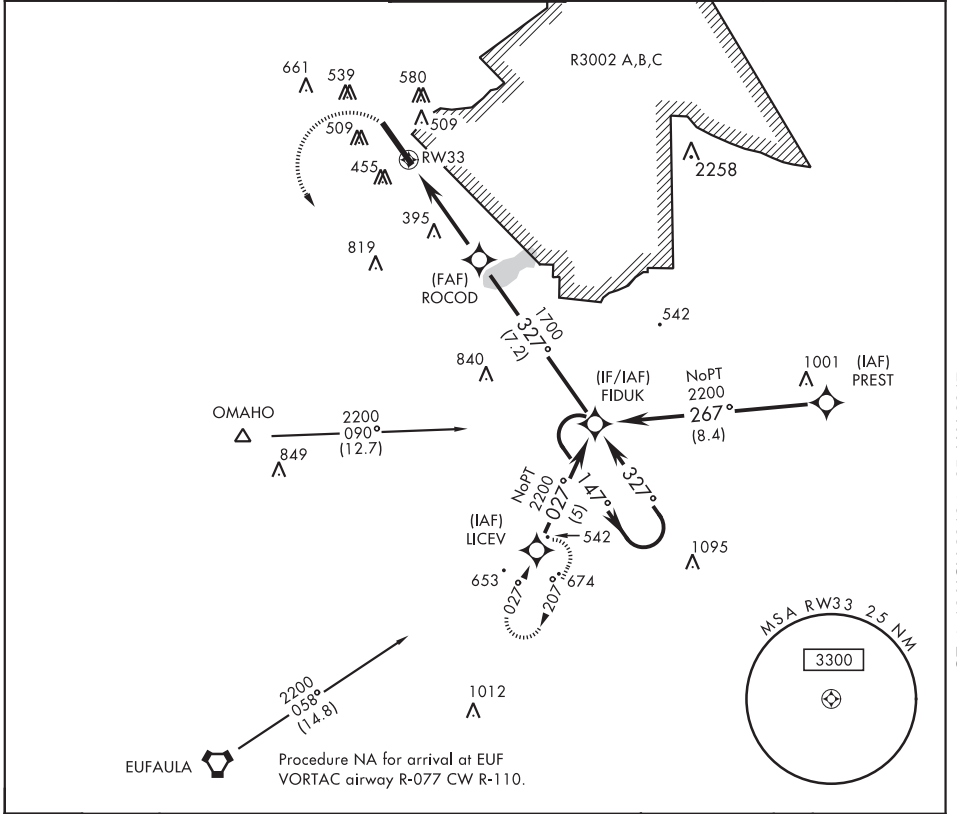 R3002 A,B,C
661
539
580
509
509
RW33
455
2258
395
819
(FAF)
ROCOD
1700
327°
(7.2)
542
840
(IF/IAF)
FIDUK
NoPT
2200
267°
(8.4)
1001
(IAF)
PREST
OMAHO
2200
090°
(12.7)
849
NoPT
2200
027°
(5)
147°
327°
(IAF)
LICEV
542
1095
653
674
027°
207°
MSA RW33 25 NM
3300
2200
058°
(14.8)
1012
EUFAULA
Procedure NA for arrival at EUF
VORTAC airway R-077 CW R-110.